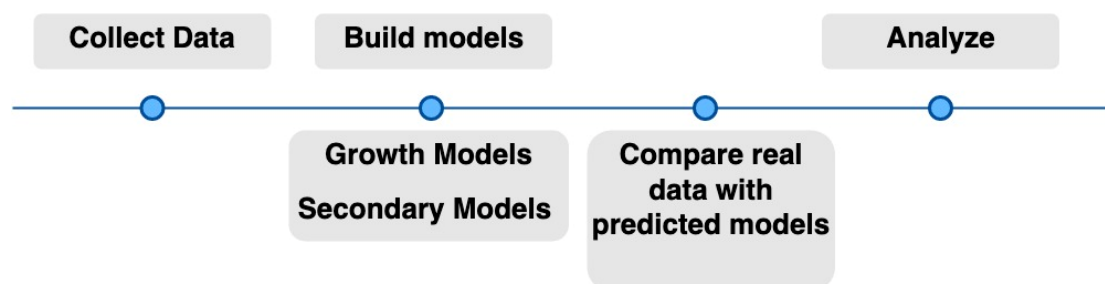 Collect Data
Build models
Analyze
Growth Models
Secondary Models
Compare real
data with
predicted models